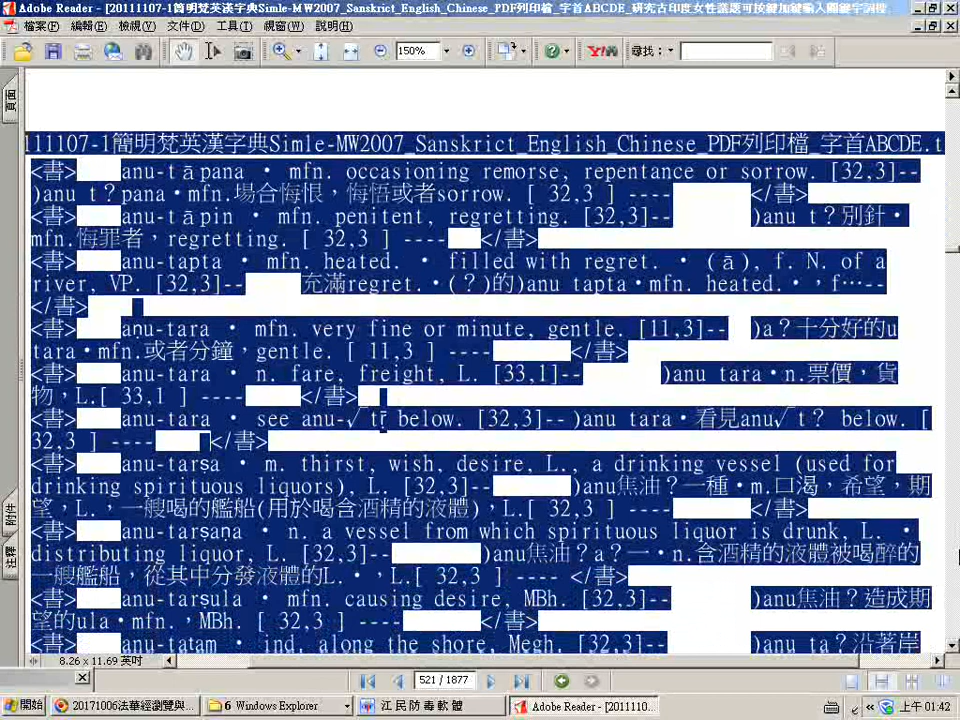 Adobe Reader - [20111107-1簡明梵英漢字典Simle-MW2007_Sanskrict_English_Chinese_PDF列印檔_字首ABCDE_研究古印度女性議題可按關鍵字輸入詞搜
檔案(F) 編輯(E) 檢視(V) 文件(D) 工具(T) 視窗(W) 說明(H)
150% Y! 尋找：
頁面
111107-1簡明梵英漢字典Simle-MW2007_Sanskrict_English_Chinese_PDF列印檔_字首ABCDE.t
<書> anu-tāpana • mfn. occasioning remorse, repentance or sorrow. [32,3]--
)anu t？pana•mfn.場合悔恨，悔悟或者sorrow. [ 32,3 ] ---- </書>
<書> anu-tāpin • mfn. penitent, regretting. [32,3]-- )anu t？別針•
mfn.悔罪者，regretting. [ 32,3 ] ---- </書>
<書> anu-tapta • mfn. heated. • filled with regret. • (ā), f. N. of a
river, VP. [32,3]-- 充滿regret.•(？)的)anu tapta•mfn. heated.•，f…--
</書>
<書> anu-tara • mfn. very fine or minute, gentle. [11,3]-- )a？十分好的u
tara•mfn.或者分鐘，gentle. [ 11,3 ] ---- </書>
<書> anu-tara • n. fare, freight, L. [33,1]-- )anu tara•n.票價，貨
物，L.[ 33,1 ] ---- </書>
<書> anu-tara • see anu-√ tṝ below. [32,3]-- )anu tara•看見anu√ t？ below. [
32,3 ] ---- </書>
<書> anu-tarṣa • m. thirst, wish, desire, L., a drinking vessel (used for
drinking spirituous liquors), L. [32,3]-- )anu焦油？一種•m.口渴，希望，期
望，L.，一艘喝的艦船(用於喝含酒精的液體)，L.[ 32,3 ] ---- </書>
<書> anu-tarṣaṇa • n. a vessel from which spirituous liquor is drunk, L. •
distributing liquor, L. [32,3]-- )anu焦油？a？一•n.含酒精的液體被喝醉的
一艘艦船，從其中分發液體的L.•，L.[ 32,3 ] ---- </書>
<書> anu-tarṣula • mfn. causing desire, MBh. [32,3]-- )anu焦油？造成期
望的ula•mfn.，MBh. [ 32,3 ] ---- </書>
<書> anu-taṭam • ind. along the shore, Megh. [32,3]-- )anu ta？沿著岸
附件
注釋
8.26 x 11.69 英吋
521 / 1877
開始 20171006法華經瀏覽與... 6 Windows Explorer 江民防毒軟體 Adobe Reader - [2011110... 上午 01:42